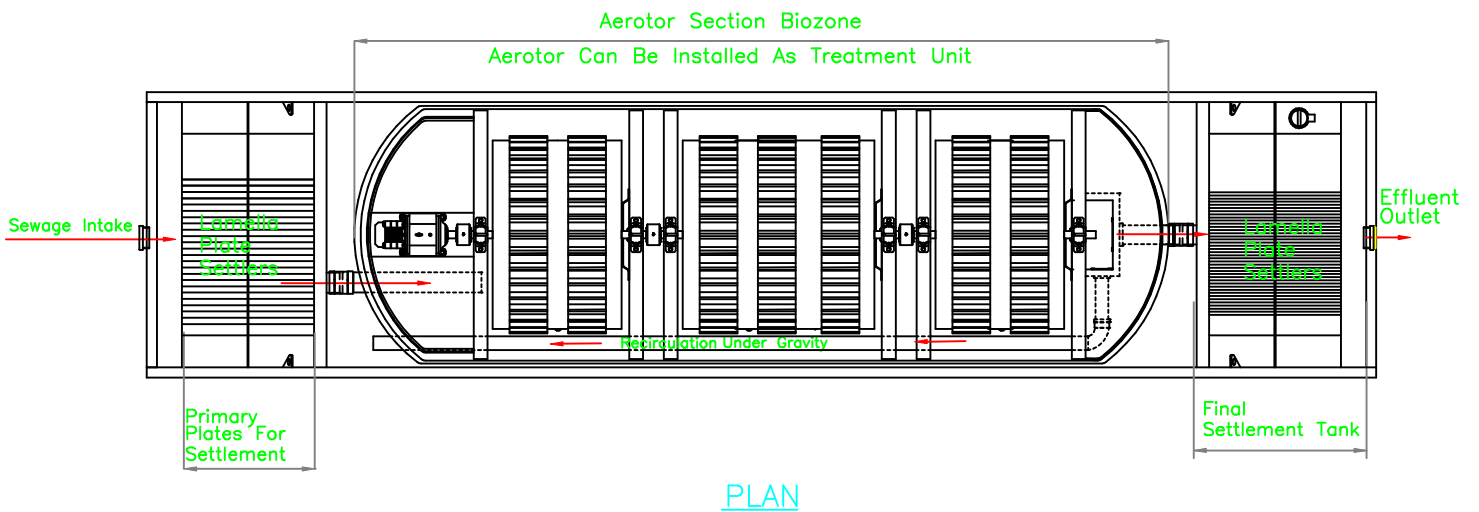 Aerotor Section Biozone
Aerotor Can Be Installed As Treatment Unit
Sewage Intake
Lamella
Plate
Settlers
Lamella
Plate
Settlers
Effluent
Outlet
Recirculation Under Gravity
Primary
Plates For
Settlement
Final
Settlement Tank
PLAN